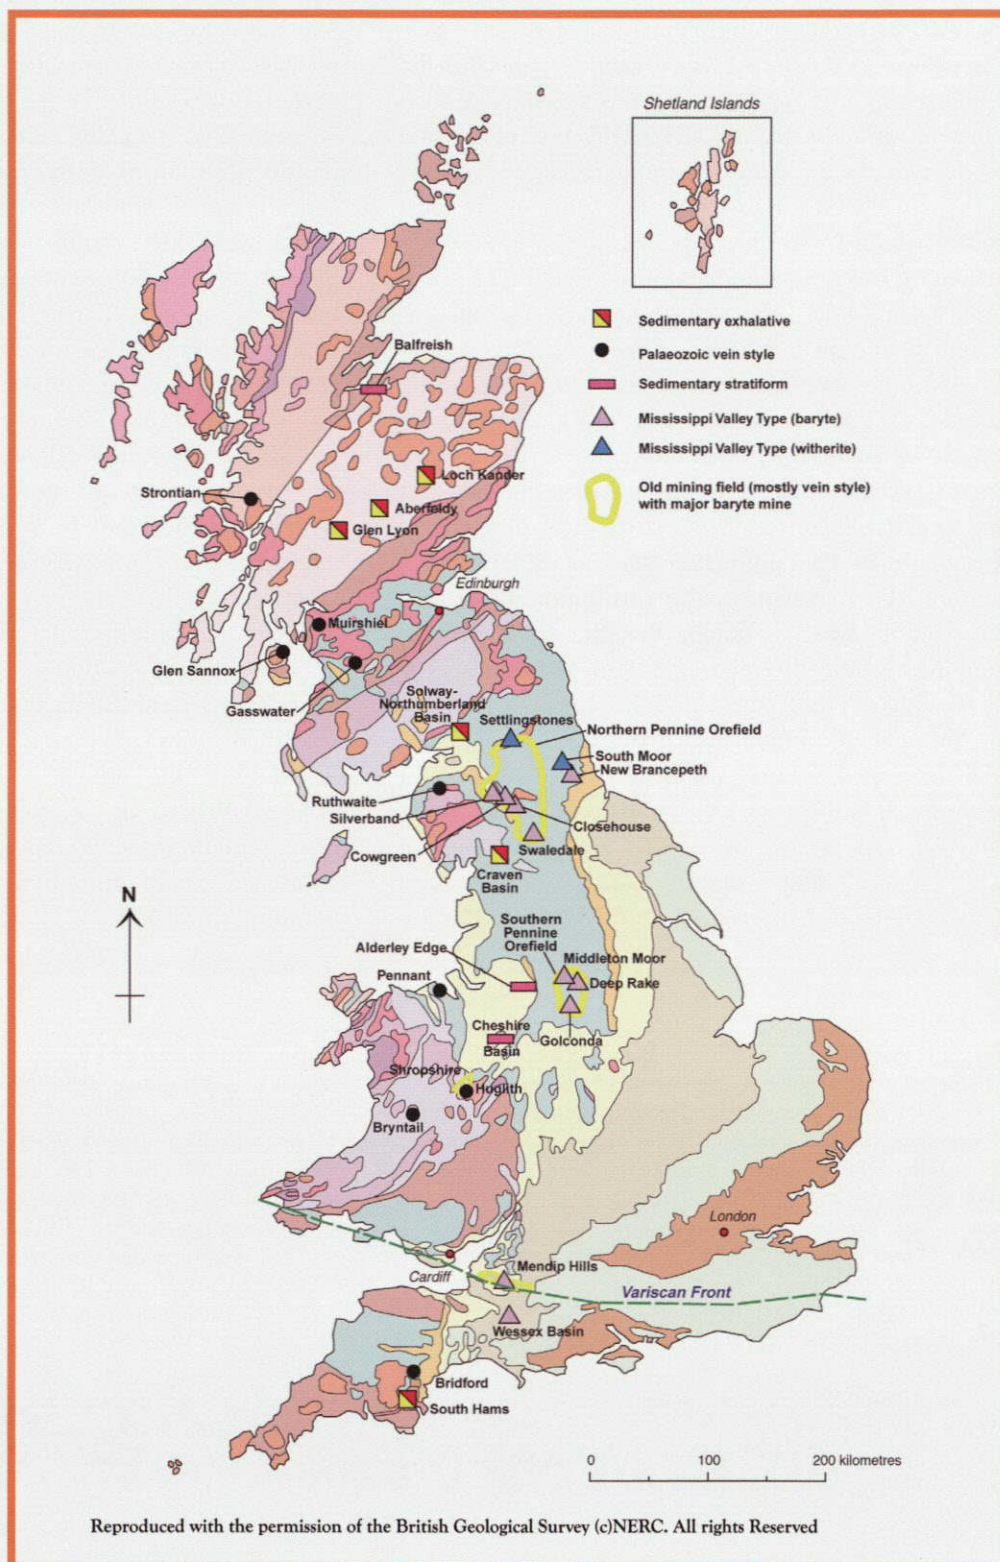 Shetland Islands
Sedimentary exhalative
Palaeozoic vein style
Sedimentary stratiform
Mississippi Valley Type (baryte)
Mississippi Valley Type (witherite)
Old mining field (mostly vein style)
with major baryte mine
Balfreish
Loch Kander
Strontian
Aberfeldy
Glen Lyon
Edinburgh
Muirshiel
Glen Sannox
Gasswater
Solway-
Northumberland
Basin
Settlingstones
Northern Pennine Orefield
South Moor
New Brancepeth
Ruthwaite
Silverband
Closehouse
Cowgreen
Swaledale
Craven
Basin
N
Southern
Pennine
Orefield
Alderley Edge
Middleton Moor
Pennant
Deep Rake
Cheshire
Basin
Golconda
Shropshire
Hoglith
Bryntail
London
Cardiff
Mendip Hills
Variscan Front
Wessex Basin
Bridford
South Hams
0 100 200 kilometres
Reproduced with the permission of the British Geological Survey (c)NERC. All rights Reserved